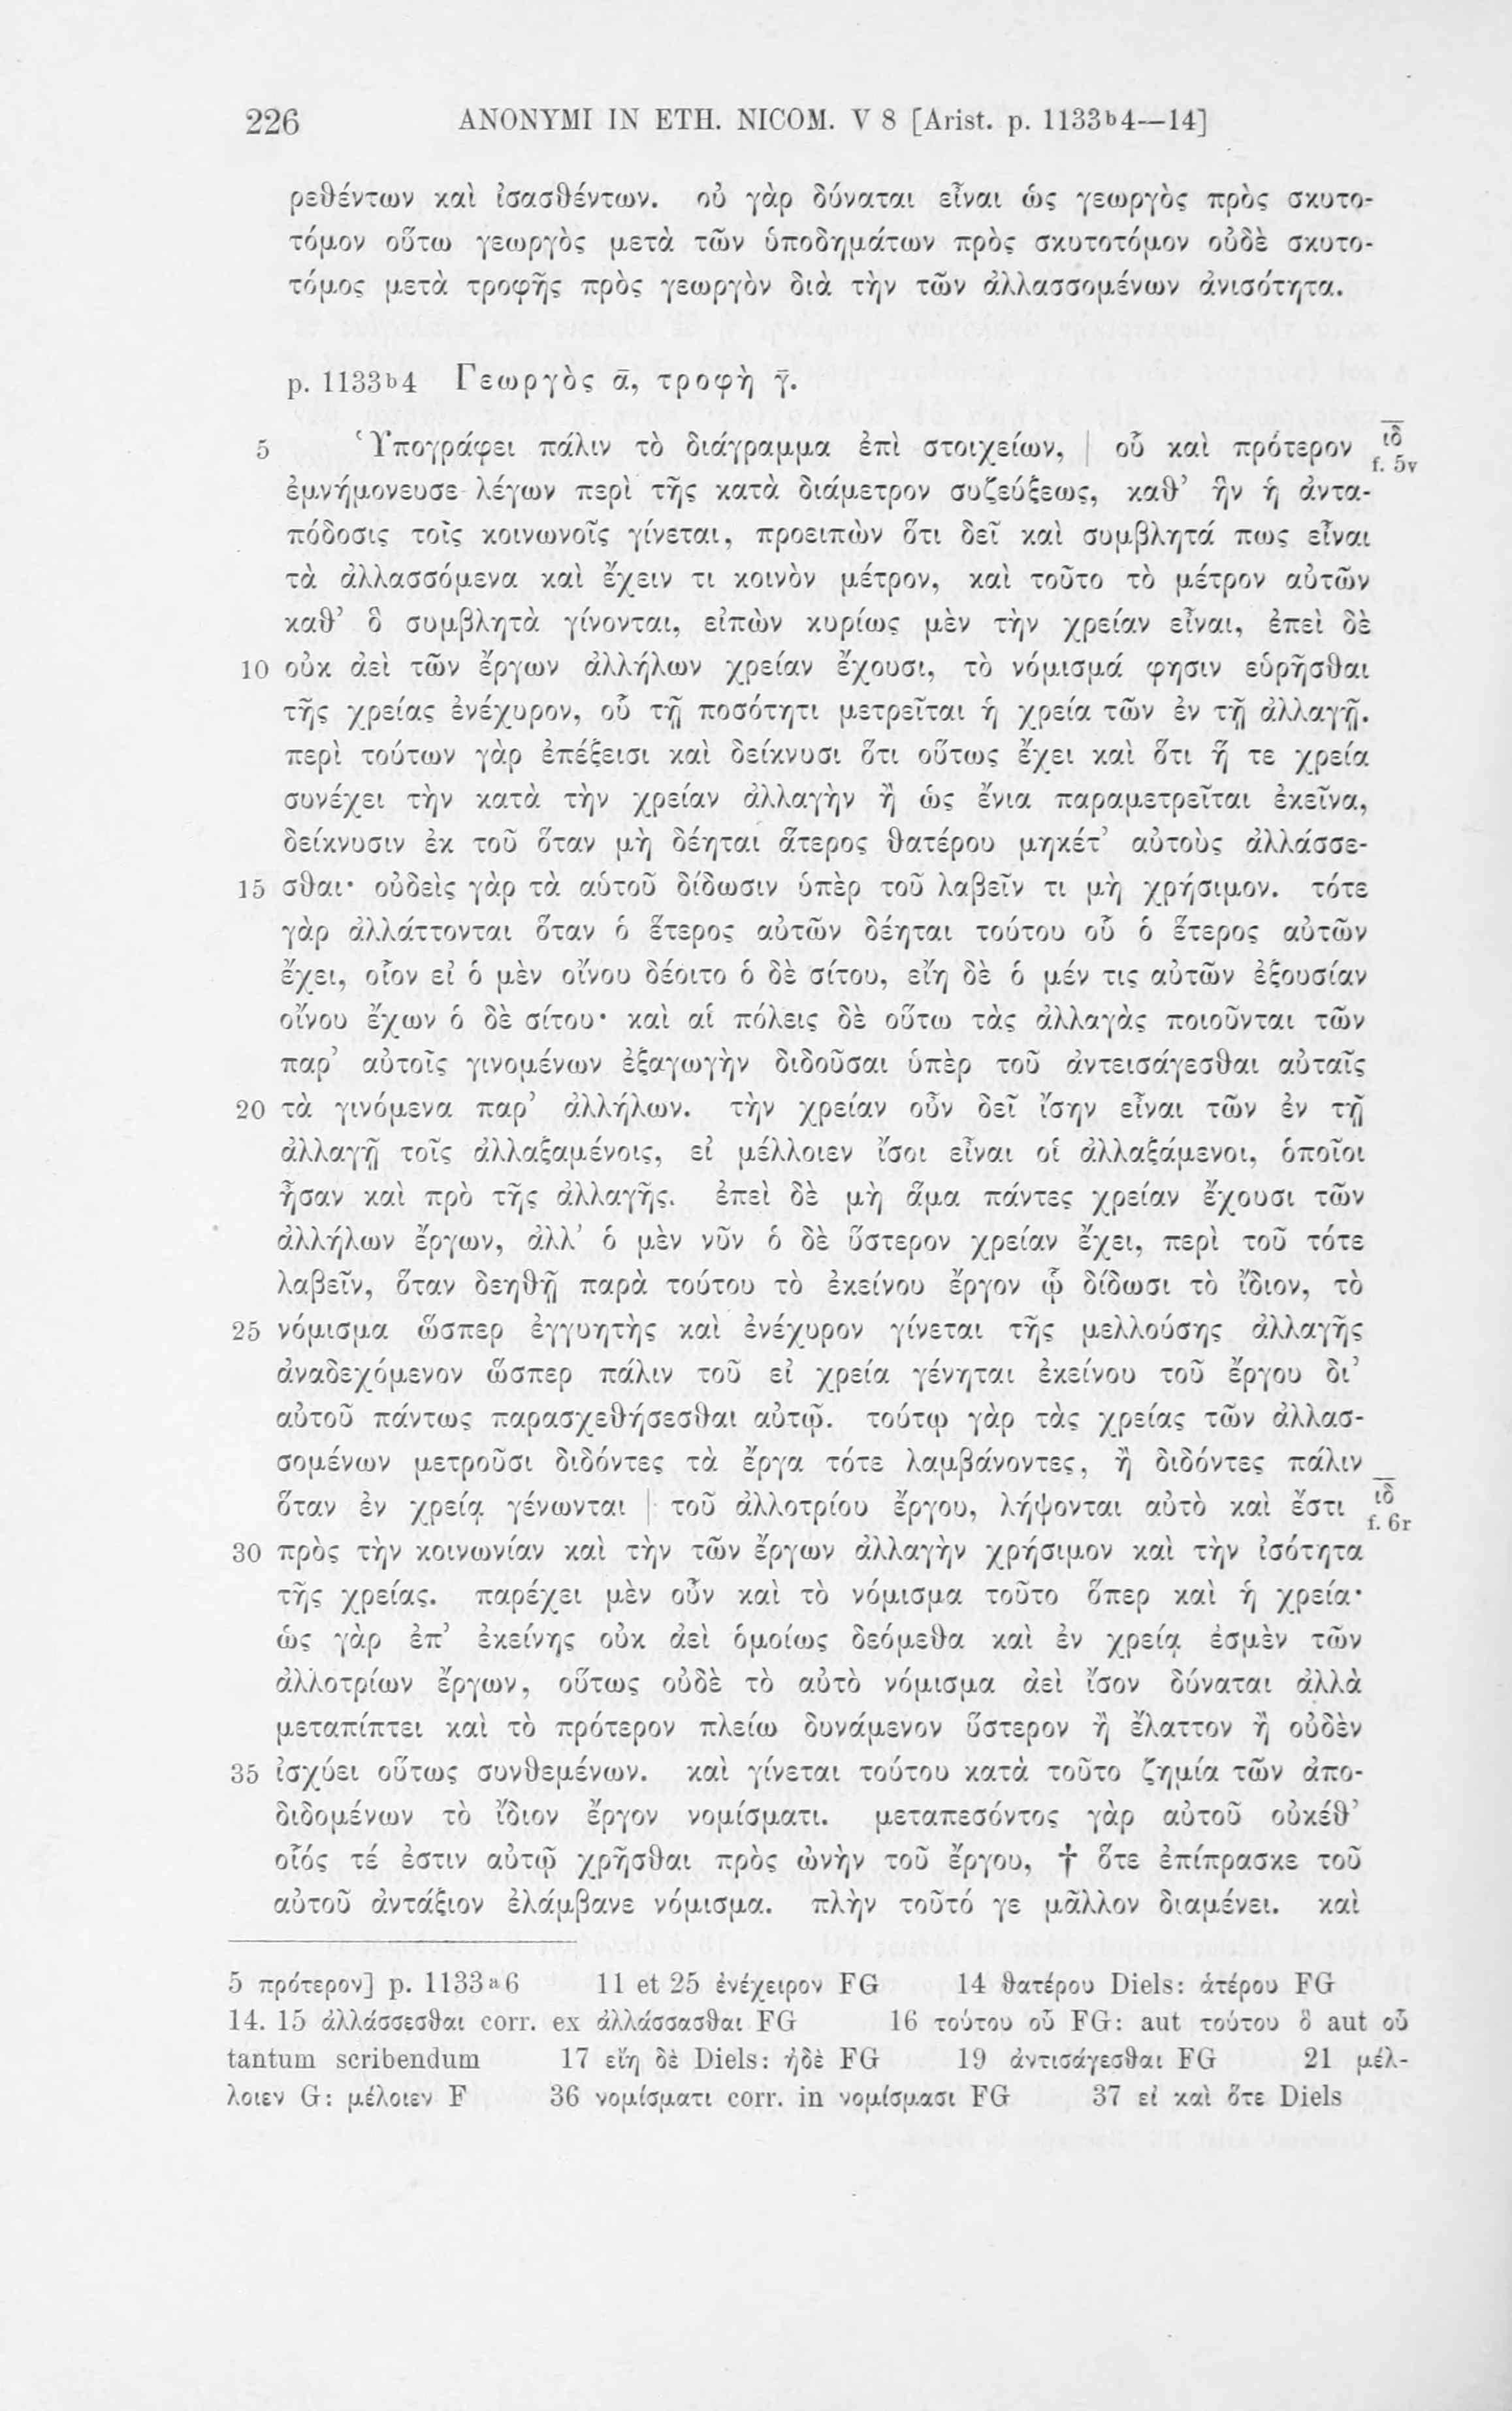 226 ANONYMI IN ETH. NICOM. V 8 [Arist. p. 1133b4—14]
ρεθέντων καὶ ἰσασθέντων. οὐ γὰρ δύναται εἶναι ὡς γεωργὸς πρὸς σκυτο-
τόμον οὕτω γεωργὸς μετὰ τῶν ὑποδημάτων πρὸς σκυτοτόμον οὐδὲ σκυτο-
τόμος μετὰ τροφῆς πρὸς γεωργὸν διὰ τὴν τῶν ἀλλασσομένων ἀνισότητα.
p. 1133b4 Γεωργὸς ᾱ, τροφὴ γ̄.
5 Ὑπογράφει πάλιν τὸ διάγραμμα ἐπὶ στοιχείων, | οὗ καὶ πρότερον ιδ f. 5v
ἐμνήμονευσε λέγων περὶ τῆς κατὰ διάμετρον συζεύξεως, καθ’ ἣν ἡ ἀντα-
πόδοσις τοῖς κοινωνοῖς γίνεται, προειπὼν ὅτι δεῖ καὶ συμβλητά πως εἶναι
τὰ ἀλλασσόμενα καὶ ἔχειν τι κοινὸν μέτρον, καὶ τοῦτο τὸ μέτρον αὐτῶν
καθ’ ὃ συμβλητὰ γίνονται, εἰπὼν κυρίως μὲν τὴν χρείαν εἶναι, ἐπεὶ δὲ
10 οὐκ ἀεὶ τῶν ἔργων ἀλλήλων χρείαν ἔχουσι, τὸ νόμισμά φησιν εὑρῆσθαι
τῆς χρείας ἐνέχυρον, οὗ τῇ ποσότητι μετρεῖται ἡ χρεία τῶν ἐν τῇ ἀλλαγῇ.
περὶ τούτων γὰρ ἐπέξεισι καὶ δείκνυσι ὅτι οὕτως ἔχει καὶ ὅτι ἥ τε χρεία
συνέχει τὴν κατὰ τὴν χρείαν ἀλλαγὴν ἢ ὡς ἔνια παραμετρεῖται ἐκεῖνα,
δείκνυσιν ἐκ τοῦ ὅταν μὴ δέηται ἅτερος θατέρου μηκέτ’ αὐτοὺς ἀλλάσσε-
15 σθαι· οὐδεὶς γὰρ τὰ αὑτοῦ δίδωσιν ὑπὲρ τοῦ λαβεῖν τι μὴ χρήσιμον. τότε
γὰρ ἀλλάττονται ὅταν ὁ ἕτερος αὐτῶν δέηται τούτου οὗ ὁ ἕτερος αὐτῶν
ἔχει, οἷον εἰ ὁ μὲν οἴνου δέοιτο ὁ δὲ σίτου, εἴη δὲ ὁ μέν τις αὐτῶν ἐξουσίαν
οἴνου ἔχων ὁ δὲ σίτου· καὶ αἱ πόλεις δὲ οὕτω τὰς ἀλλαγὰς ποιοῦνται τῶν
παρ’ αὐτοῖς γινομένων ἐξαγωγὴν διδοῦσαι ὑπὲρ τοῦ ἀντεισάγεσθαι αὐταῖς
20 τὰ γινόμενα παρ’ ἀλλήλων. τὴν χρείαν οὖν δεῖ ἴσην εἶναι τῶν ἐν τῇ
ἀλλαγῇ τοῖς ἀλλαξαμένοις, εἰ μέλλοιεν ἴσοι εἶναι οἱ ἀλλαξάμενοι, ὁποῖοι
ἦσαν καὶ πρὸ τῆς ἀλλαγῆς. ἐπεὶ δὲ μὴ ἅμα πάντες χρείαν ἔχουσι τῶν
ἀλλήλων ἔργων, ἀλλ’ ὁ μὲν νῦν ὁ δὲ ὕστερον χρείαν ἔχει, περὶ τοῦ τότε
λαβεῖν, ὅταν δεηθῇ παρὰ τούτου τὸ ἐκείνου ἔργον ᾧ δίδωσι τὸ ἴδιον, τὸ
25 νόμισμα ὥσπερ ἐγγυητὴς καὶ ἐνέχυρον γίνεται τῆς μελλούσης ἀλλαγῆς
ἀναδεχόμενον ὥσπερ πάλιν τοῦ εἰ χρεία γένηται ἐκείνου τοῦ ἔργου δι’
αὐτοῦ πάντως παρασχεθήσεσθαι αὐτῷ. τούτῳ γὰρ τὰς χρείας τῶν ἀλλασ-
σομένων μετροῦσι διδόντες τὰ ἔργα τότε λαμβάνοντες, ἢ διδόντες πάλιν
ὅταν ἐν χρείᾳ γένωνται | τοῦ ἀλλοτρίου ἔργου, λήψονται αὐτὸ καὶ ἔστι ιδ f. 6r
30 πρὸς τὴν κοινωνίαν καὶ τὴν τῶν ἔργων ἀλλαγὴν χρήσιμον καὶ τὴν ἰσότητα
τῆς χρείας. παρέχει μὲν οὖν καὶ τὸ νόμισμα τοῦτο ὅπερ καὶ ἡ χρεία·
ὡς γὰρ ἐπ’ ἐκείνης οὐκ ἀεὶ ὁμοίως δεόμεθα καὶ ἐν χρείᾳ ἐσμὲν τῶν
ἀλλοτρίων ἔργων, οὕτως οὐδὲ τὸ αὐτὸ νόμισμα ἀεὶ ἴσον δύναται ἀλλὰ
μεταπίπτει καὶ τὸ πρότερον πλείω δυνάμενον ὕστερον ἢ ἔλαττον ἢ οὐδὲν
35 ἰσχύει οὕτως συνθεμένων. καὶ γίνεται τούτου κατὰ τοῦτο ζημία τῶν ἀπο-
διδομένων τὸ ἴδιον ἔργον νομίσματι. μεταπεσόντος γὰρ αὐτοῦ οὐκέθ’
οἷός τέ ἐστιν αὐτῷ χρῆσθαι πρὸς ὠνὴν τοῦ ἔργου, † ὅτε ἐπίπρασκε τοῦ
αὐτοῦ ἀντάξιον ἐλάμβανε νόμισμα. πλὴν τοῦτό γε μᾶλλον διαμένει. καὶ
5 πρότερον] p. 1133a6 11 et 25 ἐνέχειρον FG 14 θατέρου Diels: ἁτέρου FG
14. 15 ἀλλάσσεσθαι corr. ex ἀλλάσσασθαι FG 16 τούτου οὗ FG: aut τούτου ὃ aut οὗ
tantum scribendum 17 εἴη δὲ Diels: ἠδὲ FG 19 ἀντισάγεσθαι FG 21 μέλ-
λοιεν G: μέλοιεν F 36 νομίσματι corr. in νομίσμασι FG 37 εἰ καὶ ὅτε Diels